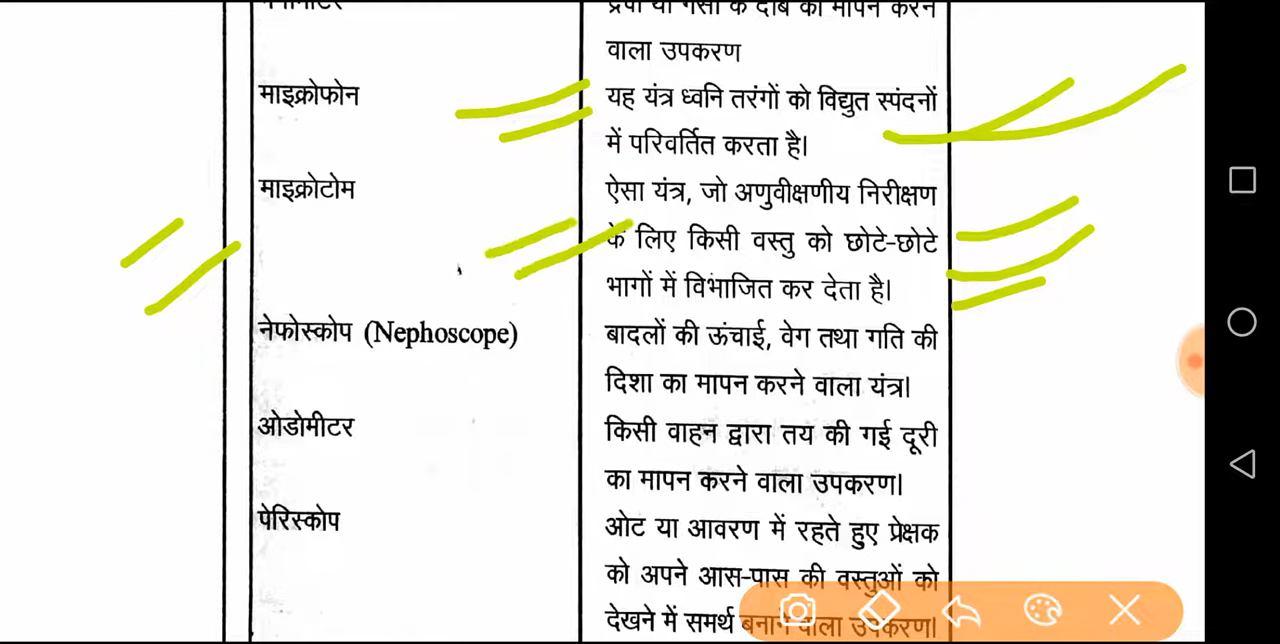 वाला उपकरण
माइक्रोफोन
यह यंत्र ध्वनि तरंगों को विद्युत स्पंदनों
में परिवर्तित करता है।
माइक्रोटोम
ऐसा यंत्र, जो अणुवीक्षणीय निरीक्षण
के लिए किसी वस्तु को छोटे-छोटे
भागों में विभाजित कर देता है।
नेफोस्कोप (Nephoscope)
बादलों की ऊंचाई, वेग तथा गति की
दिशा का मापन करने वाला यंत्र।
ओडोमीटर
किसी वाहन द्वारा तय की गई दूरी
का मापन करने वाला उपकरण।
पेरिस्कोप
ओट या आवरण में रहते हुए प्रेक्षक
को अपने आस-पास की वस्तुओं को
देखने में समर्थ बनाने वाला उपकरण।